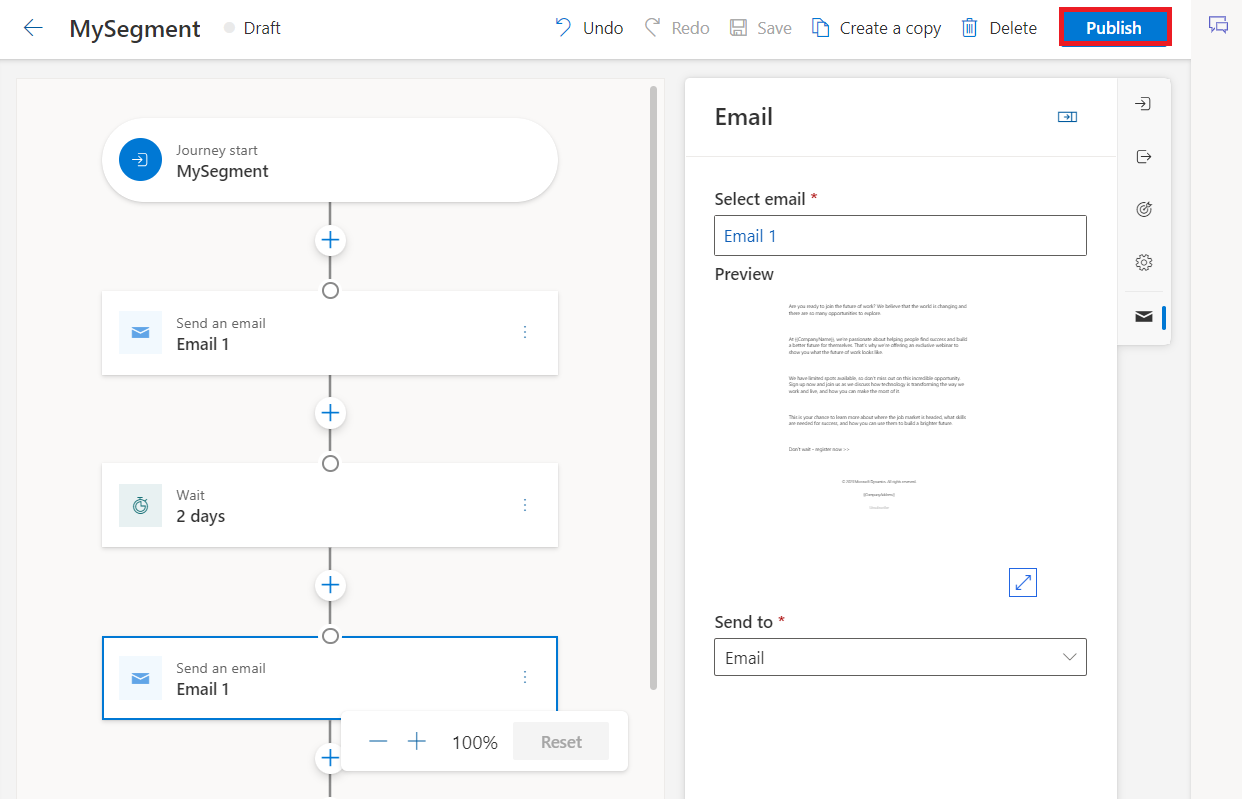 MySegment
Draft
Undo
Redo
Save
Create a copy
Delete
Publish
Journey start
MySegment
Send an email
Email 1
Wait
2 days
Send an email
Email 1
100%
Reset
Email
Select email *
Email 1
Preview
Are you ready to join the future of work? We believe that the world is changing and
there are so many opportunities to explore.
At {{CompanyName}}, we're passionate about helping people find success and build
a better future for themselves. That's why we're offering an exclusive webinar to
show you what the future of work looks like.
We have limited spots available, so don't miss out on this incredible opportunity.
Sign up now and join us as we discuss how technology is transforming the way we
work and live, and how you can make the most of it.
This is your chance to learn more about where the job market is headed, what skills
are needed for success, and how you can use them to build a brighter future.
Don't wait – register now >>
Microsoft Dynamics. All rights reserved.
Send to *
Email